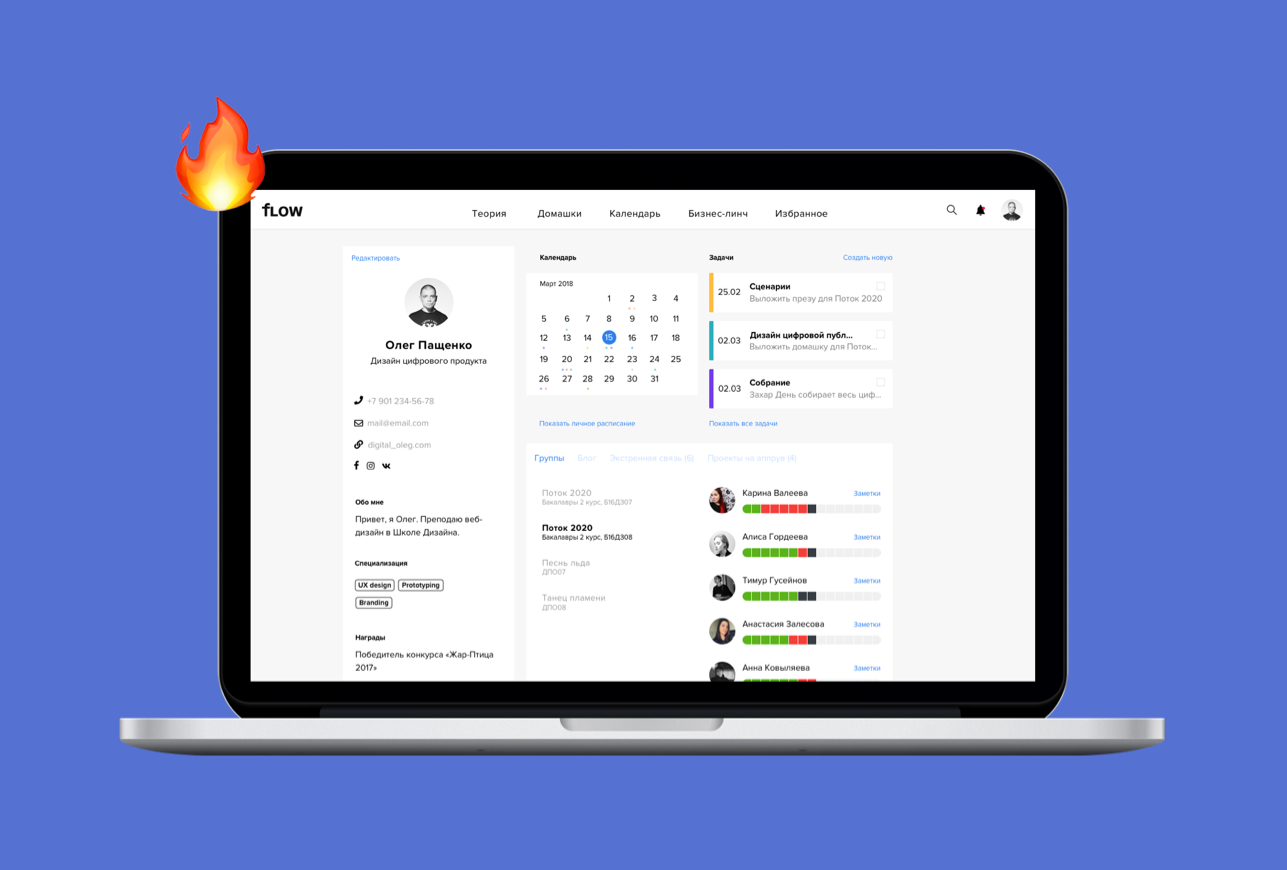 fLOW
Теория Домашки Календарь Бизнес-линч Избранное
Редактировать
Олег Пащенко
Дизайн цифрового продукта
+7 901 234-56-78
mail@email.com
digital_oleg.com
Обо мне
Привет, я Олег. Преподаю веб-
дизайн в Школе Дизайна.
Специализация
UX design Prototyping
Branding
Награды
Победитель конкурса «Жар-Птица
2017»
Календарь
Март 2018
1 2 3 4
5 6 7 8 9 10 11
12 13 14 15 16 17 18
19 20 21 22 23 24 25
26 27 28 29 30 31
Показать личное расписание
Задачи Создать новую
25.02
Сценарии
Выложить презу для Поток 2020
02.03
Дизайн цифровой публ...
Выложить домашку для Поток...
02.03
Собрание
Захар День собирает весь циф...
Показать все задачи
Группы Блог Экстренная связь (6) Проекты на аппрув (4)
Поток 2020
Бакалавры 2 курс, Б16Д307
Поток 2020
Бакалавры 2 курс, Б16Д308
Песнь льда
ДПО07
Танец пламени
ДПО08
Карина Валеева Заметки
Алиса Гордеева Заметки
Тимур Гусейнов Заметки
Анастасия Залесова Заметки
Анна Ковыляева Заметки